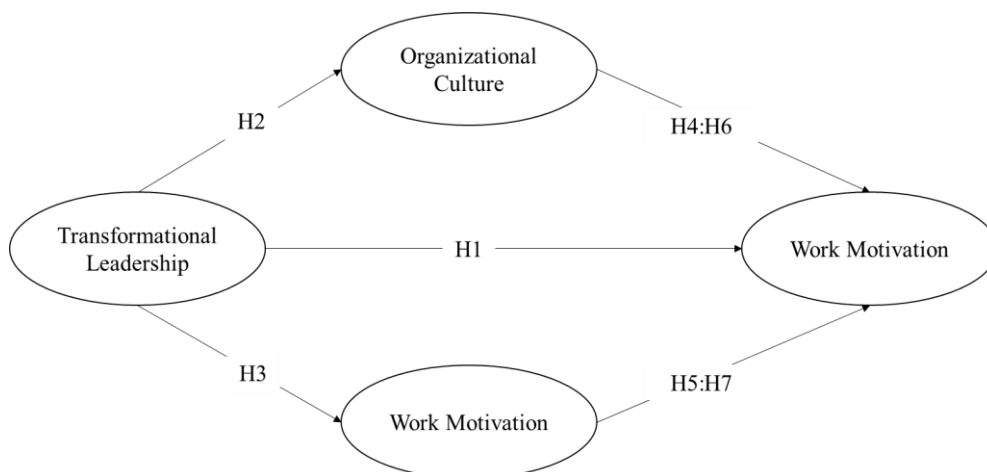 Organizational
Culture
H2
H4:H6
Transformational
Leadership
H1
Work Motivation
H3
H5:H7
Work Motivation